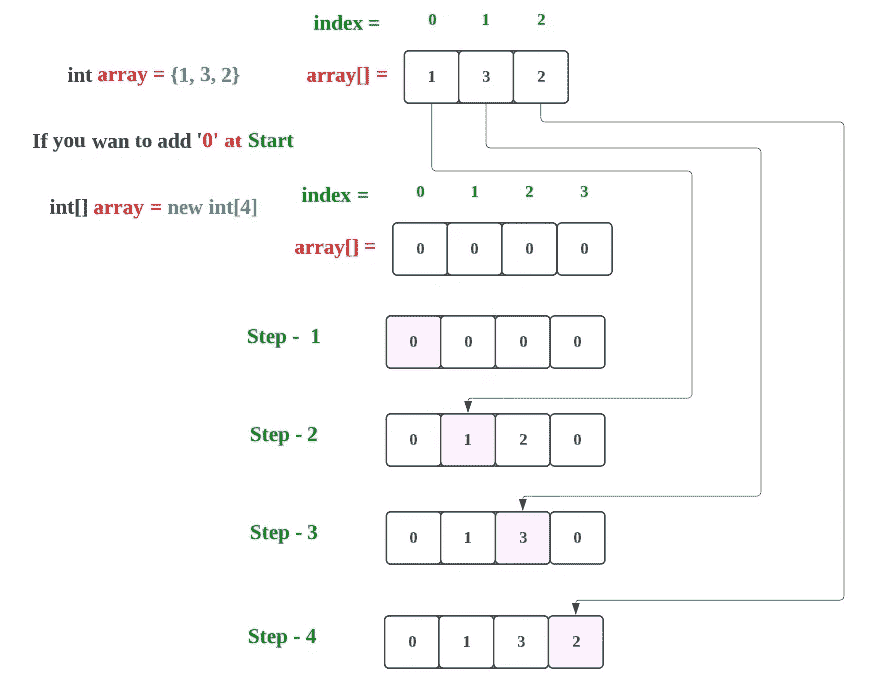 index = 0 1 2
int array = {1, 3, 2} array[] = 1 3 2
If you wan to add '0' at Start
index = 0 1 2 3
int[] array = new int[4]
array[] = 0 0 0 0
Step - 1 0 0 0 0
Step - 2 0 1 2 0
Step - 3 0 1 3 0
Step - 4 0 1 3 2